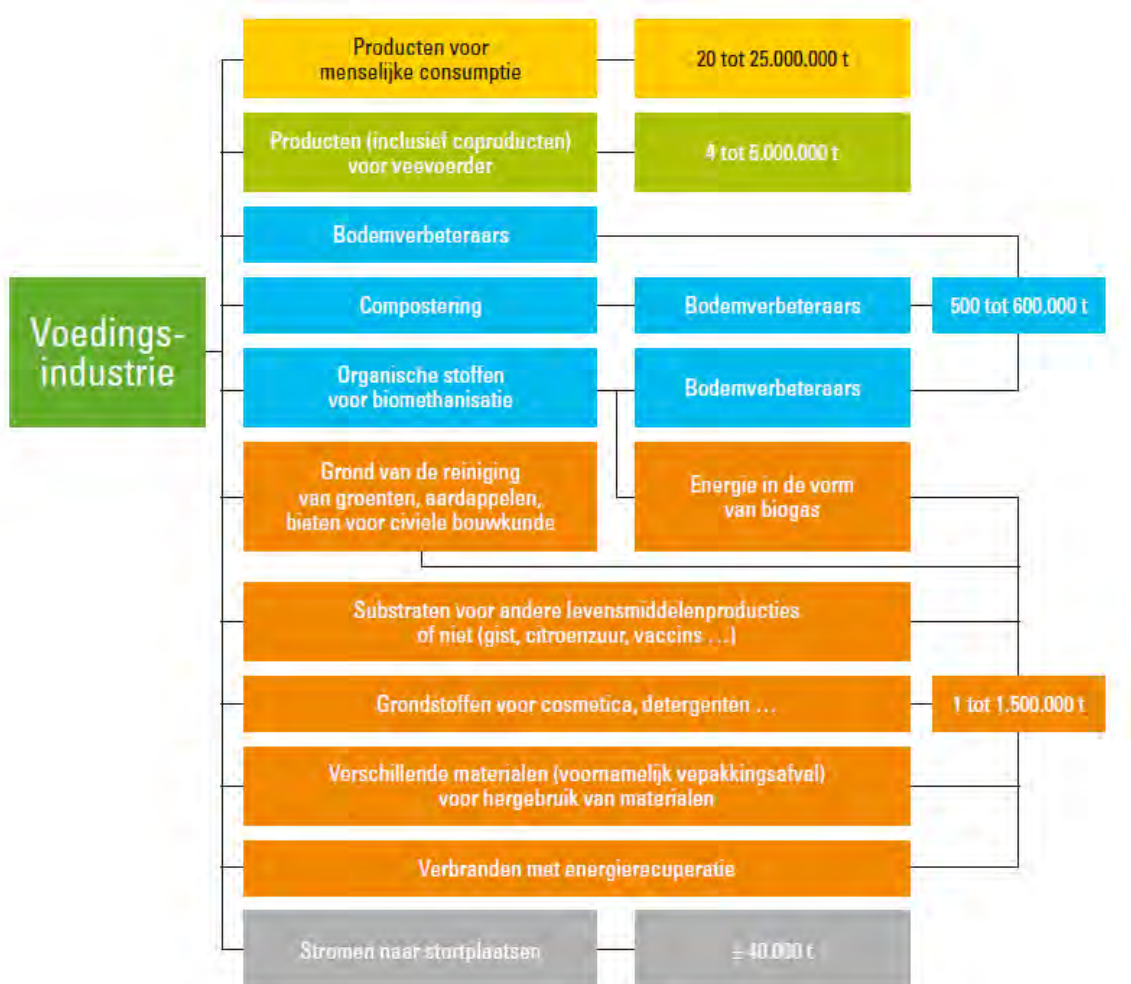 Producten voor
menselijke consumptie
20 tot 25.000.000 t
Producten (inclusief coproducten)
voor veevoerder
4 tot 5.000.000 t
Bodemverbeteraars
Voedings-
industrie
Compostering
Bodemverbeteraars
500 tot 600.000 t
Organische stoffen
voor biomethanisatie
Bodemverbeteraars
Grond van de reiniging
van groenten, aardappelen,
bieten voor civiele bouwkunde
Energie in de vorm
van biogas
Substraten voor andere levensmiddelenproducties
of niet (gist, citroenzuur, vaccins ...)
Grondstoffen voor cosmetica, detergenten ...
1 tot 1.500.000 t
Verschillende materialen (voornamelijk vepakkingsafval)
voor hergebruik van materialen
Verbranden met energierecuperatie
Stromen naar stortplaatsen
± 40.000 t